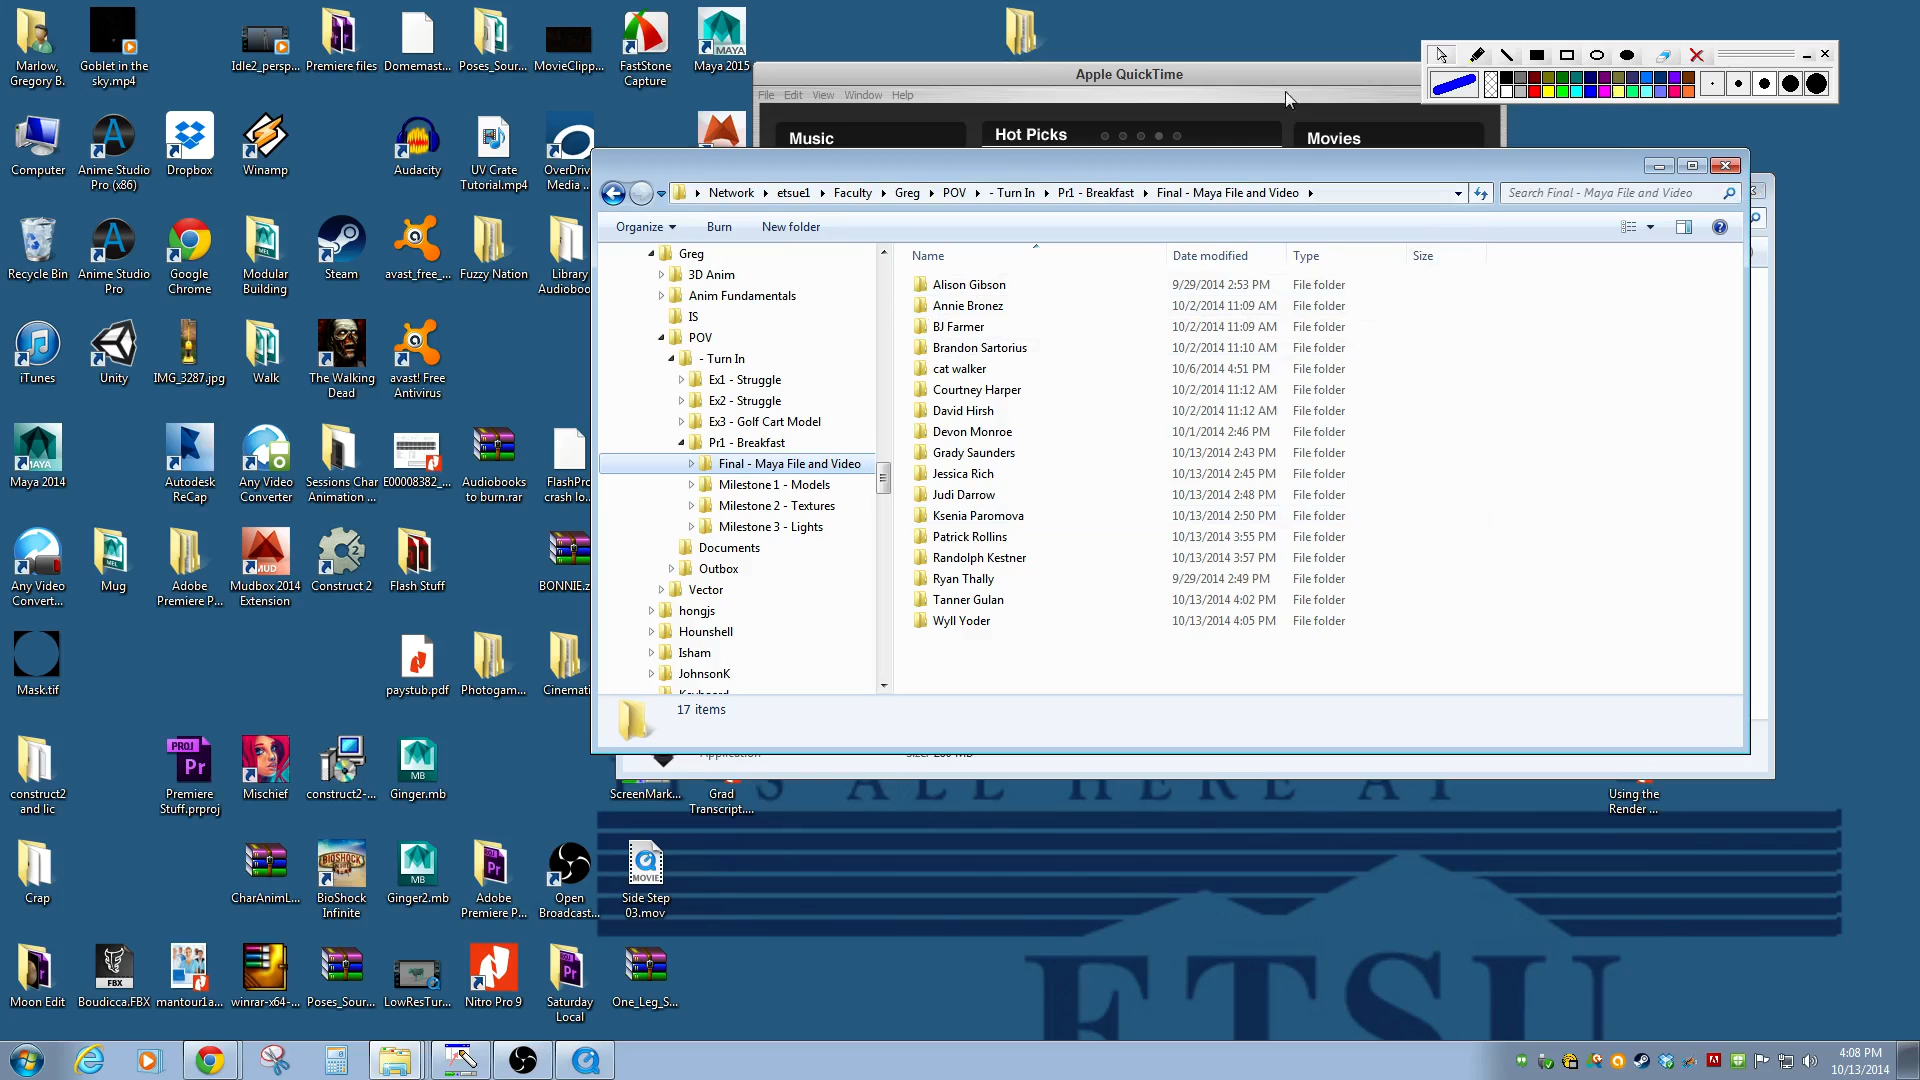 Marlow, Gregory B.
Goblet in the sky.mp4
Idle2_persp...
Premiere files
Domemast...
Poses_Sour...
MovieClipp...
FastStone Capture
Maya 2015
Apple QuickTime
File Edit View Window Help
Music
Hot Picks
Movies
Computer
Anime Studio Pro (x86)
Dropbox
Winamp
Audacity
UV Crate Tutorial.mp4
OverDrive Media ...
Network
etsue1
Faculty
Greg
POV
- Turn In
Pr1 - Breakfast
Final - Maya File and Video
Search Final - Maya File and Video
Organize
Burn
New folder
Recycle Bin
Anime Studio Pro
Google Chrome
Modular Building
Steam
avast_free_...
Fuzzy Nation
Library
Greg
3D Anim
Anim Fundamentals
IS
POV
- Turn In
Ex1 - Struggle
Ex2 - Struggle
Ex3 - Golf Cart Model
Pr1 - Breakfast
Final - Maya File and Video
Milestone 1 - Models
Milestone 2 - Textures
Milestone 3 - Lights
Documents
Outbox
Vector
hongjs
Hounshell
Isham
JohnsonK
Name Date modified Type Size
Alison Gibson 9/29/2014 2:53 PM File folder
Annie Bronez 10/2/2014 11:09 AM File folder
BJ Farmer 10/2/2014 11:09 AM File folder
Brandon Sartorius 10/2/2014 11:10 AM File folder
cat walker 10/6/2014 4:51 PM File folder
Courtney Harper 10/2/2014 11:12 AM File folder
David Hirsh 10/2/2014 11:12 AM File folder
Devon Monroe 10/1/2014 2:46 PM File folder
Grady Saunders 10/13/2014 2:43 PM File folder
Jessica Rich 10/13/2014 2:45 PM File folder
Judi Darrow 10/13/2014 2:48 PM File folder
Ksenia Paromova 10/13/2014 2:50 PM File folder
Patrick Rollins 10/13/2014 3:55 PM File folder
Randolph Kestner 10/13/2014 3:57 PM File folder
Ryan Thally 9/29/2014 2:49 PM File folder
Tanner Gulan 10/13/2014 4:02 PM File folder
Wyll Yoder 10/13/2014 4:05 PM File folder
17 items
iTunes
Unity
IMG_3287.jpg
Walk
The Walking Dead
avast! Free Antivirus
Maya 2014
Autodesk ReCap
Any Video Converter
Sessions Char Animation ...
E00008382_...
Audiobooks to burn.rar
FlashPro crash lo...
Any Video Convert...
Mug
Adobe Premiere P...
Mudbox 2014 Extension
Construct 2
Flash Stuff
BONNIE.z
Mask.tif
paystub.pdf
Photogam...
Cinemati
construct2 and lic
Premiere Stuff.prproj
Mischief
construct2-...
Ginger.mb
ScreenMark...
Grad Transcript....
Using the Render ...
ALL HERE AT
Crap
CharAnimL...
BioShock Infinite
Ginger2.mb
Adobe Premiere P...
Open Broadcast...
Side Step 03.mov
ETSU
Moon Edit
Boudicca.FBX
mantour1a...
winrar-x64-...
Poses_Sour...
LowResTur...
Nitro Pro 9
Saturday Local
One_Leg_S...
4:08 PM
10/13/2014